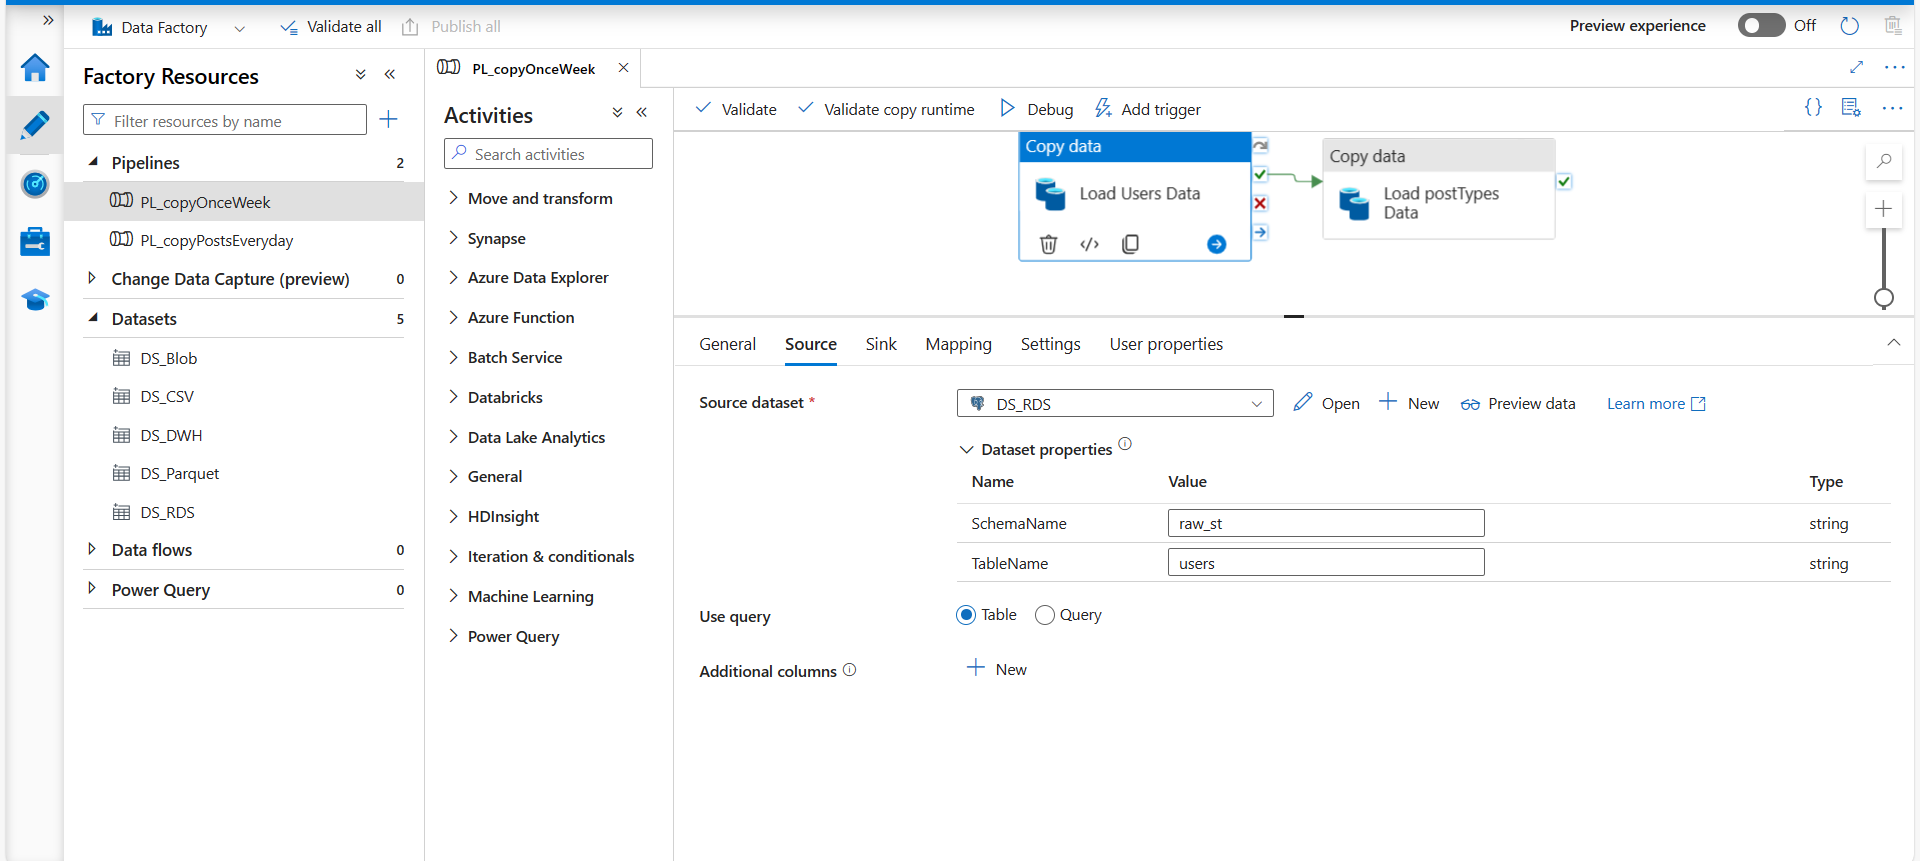 Data Factory
Validate all
Publish all
Preview experience
Off
Factory Resources
Filter resources by name
Pipelines 2
PL_copyOnceWeek
PL_copyPostsEveryday
Change Data Capture (preview) 0
Datasets 5
DS_Blob
DS_CSV
DS_DWH
DS_Parquet
DS_RDS
Data flows 0
Power Query 0
PL_copyOnceWeek
Activities
Search activities
Move and transform
Synapse
Azure Data Explorer
Azure Function
Batch Service
Databricks
Data Lake Analytics
General
HDInsight
Iteration & conditionals
Machine Learning
Power Query
Validate
Validate copy runtime
Debug
Add trigger
Copy data
Load Users Data
Copy data
Load postTypes
Data
General
Source
Sink
Mapping
Settings
User properties
Source dataset *
DS_RDS
Open
New
Preview data
Learn more
Dataset properties
Name Value Type
SchemaName raw_st string
TableName users string
Use query
Table
Query
Additional columns
New